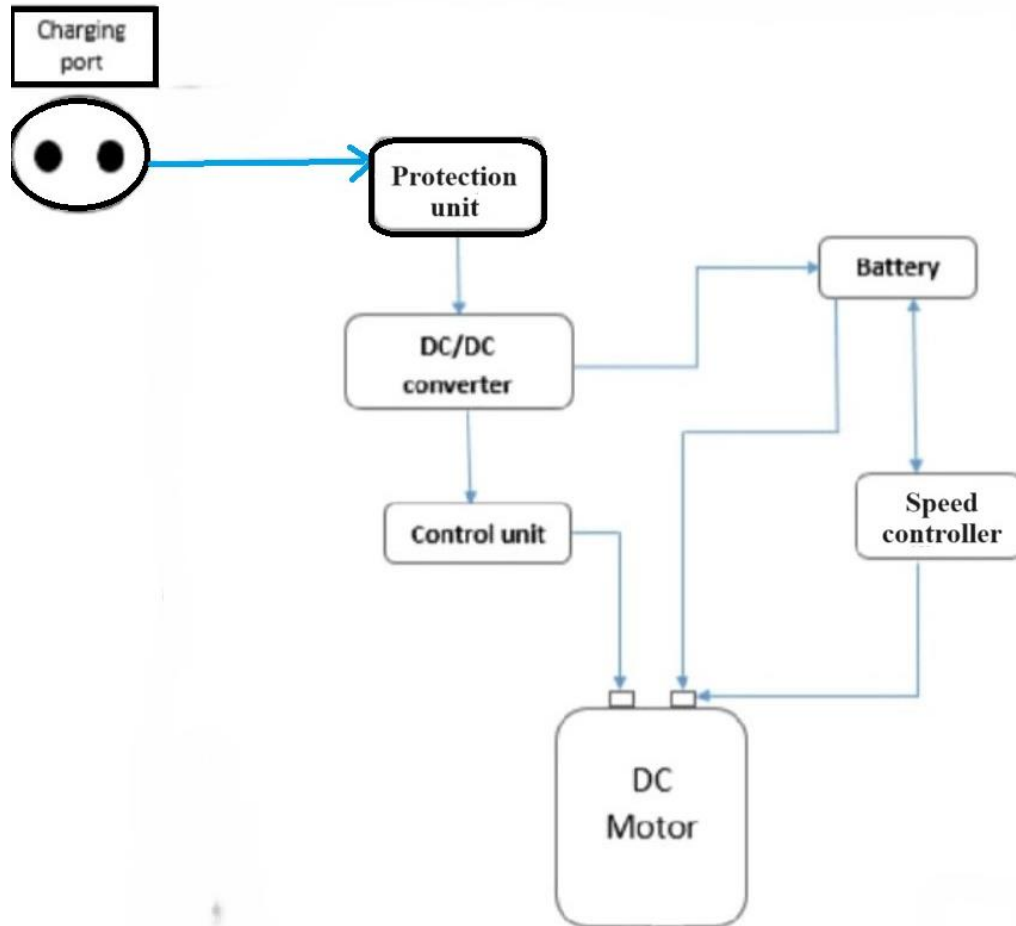 Charging
port
Protection
unit
Battery
DC/DC
converter
Speed
controller
Control unit
DC
Motor